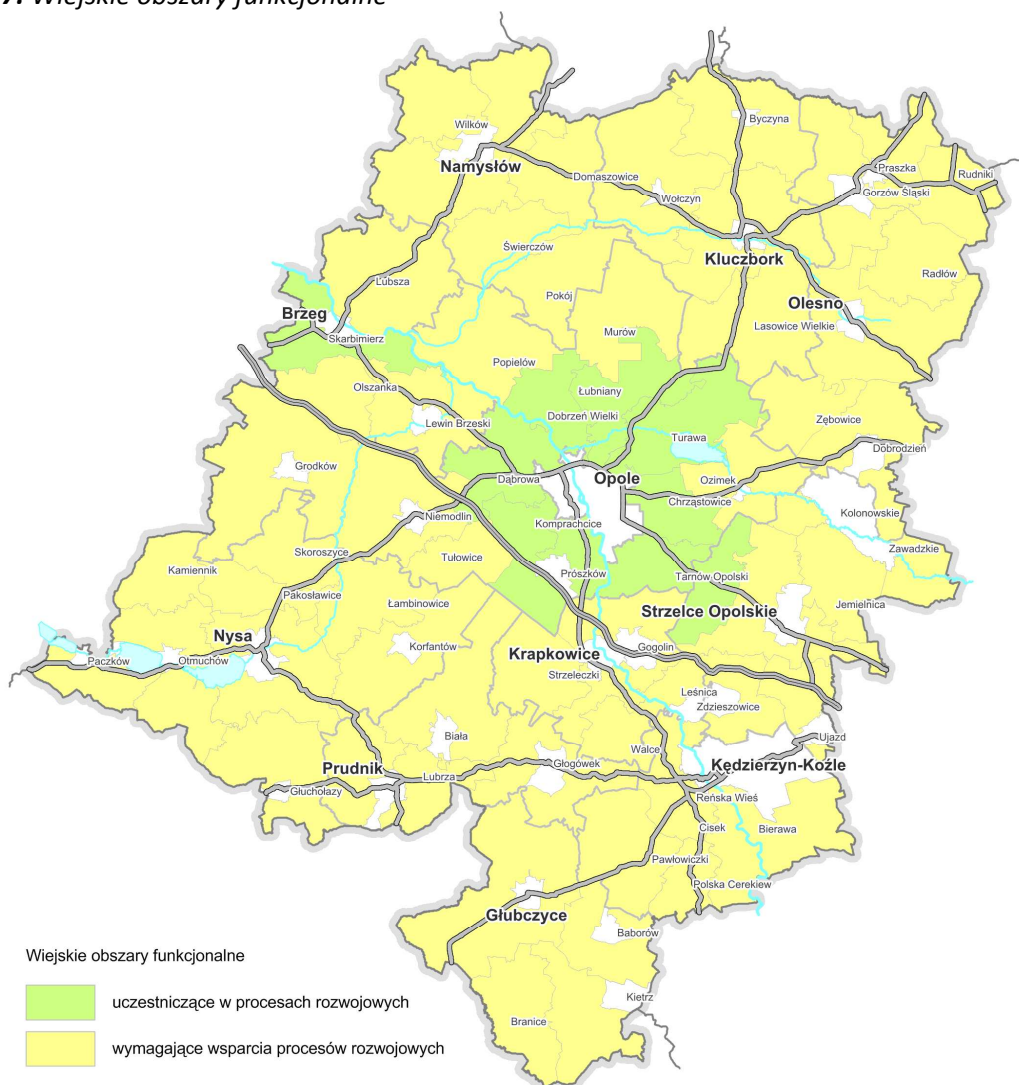 7. Wiejskie obszary funkcjonalne
Byczyna
Wilków
Namysłów
Praszka
Rudniki
Domaszowice
Wołczyn
Gorzów Śląski
Świerczów
Kluczbork
Radłów
Lubsza
Pokój
Olesno
Brzeg
Lasowice Wielkie
Skarbimierz
Murów
Popielów
Olszanka
Łubniany
Dobrzeń Wielki
Lewin Brzeski
Zębowice
Turawa
Dobrodzień
Grodków
Dąbrowa
Opole
Ozimek
Chrząstowice
Niemodlin
Kolonowskie
Komprachcice
Skoroszyce
Tułowice
Zawadzkie
Kamiennik
Prószków
Tarnów Opolski
Pakosławice
Łambinowice
Jemielnica
Strzelce Opolskie
Nysa
Korfantów
Krapkowice
Gogolin
Paczków
Otmuchów
Strzeleczki
Leśnica
Zdzieszowice
Biała
Walce
Ujazd
Prudnik
Lubrza
Głogówek
Kędzierzyn-Koźle
Głuchołazy
Reńska Wieś
Cisek
Bierawa
Pawłowiczki
Polska Cerekiew
Głubczyce
Baborów
Wiejskie obszary funkcjonalne
uczestniczące w procesach rozwojowych
Kietrz
Branice
wymagające wsparcia procesów rozwojowych